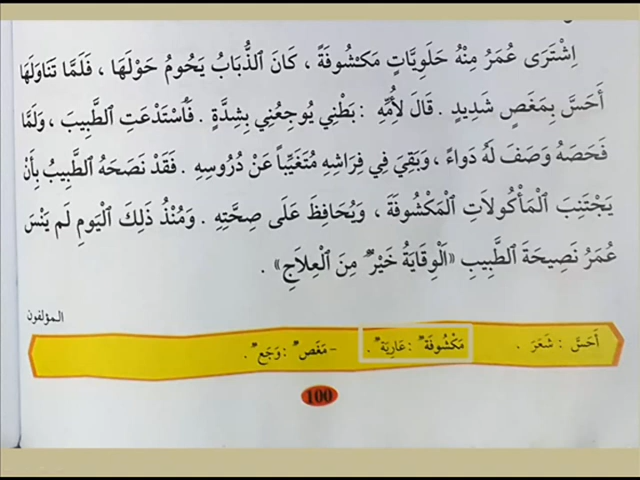 اِشْتَرَى عُمَرُ مِنْهُ حَلَوِيَّاتٍ مَكْشُوفَةً ، كَانَ الذُّبَابُ يَحُومُ حَوْلَهَا ، فَلَمَّا تَنَاوَلَهَا
أَحَسَّ بِمَغَصٍ شَدِيدٍ . قَالَ لِأُمِّهِ : بَطْنِي يُوجِعُنِي بِشِدَّةٍ . فَاسْتَدْعَتِ الطَّبِيبَ ، وَلَمَّا
فَحَصَهُ وَصَفَ لَهُ دَوَاءً ، وَبَقِيَ فِي فِرَاشِهِ مُتَغَيِّباً عَنْ دُرُوسِهِ . فَقَدْ نَصَحَهُ الطَّبِيبُ بِأَنْ
يَجْتَنِبَ الْمَأْكُولَاتِ الْمَكْشُوفَةَ ، وَيُحَافِظَ عَلَى صِحَّتِهِ . وَمُنْذُ ذَلِكَ الْيَوْمِ لَمْ يَنْسَ
عُمَرُ نَصِيحَةَ الطَّبِيبِ «الْوِقَايَةُ خَيْرٌ مِنَ الْعِلَاجِ» .
المؤلفون
أَحَسَّ : شَعَرَ . مَكْشُوفَةٌ : عَارِيَةٌ . - مَغَصٌ : وَجَعٌ .
100